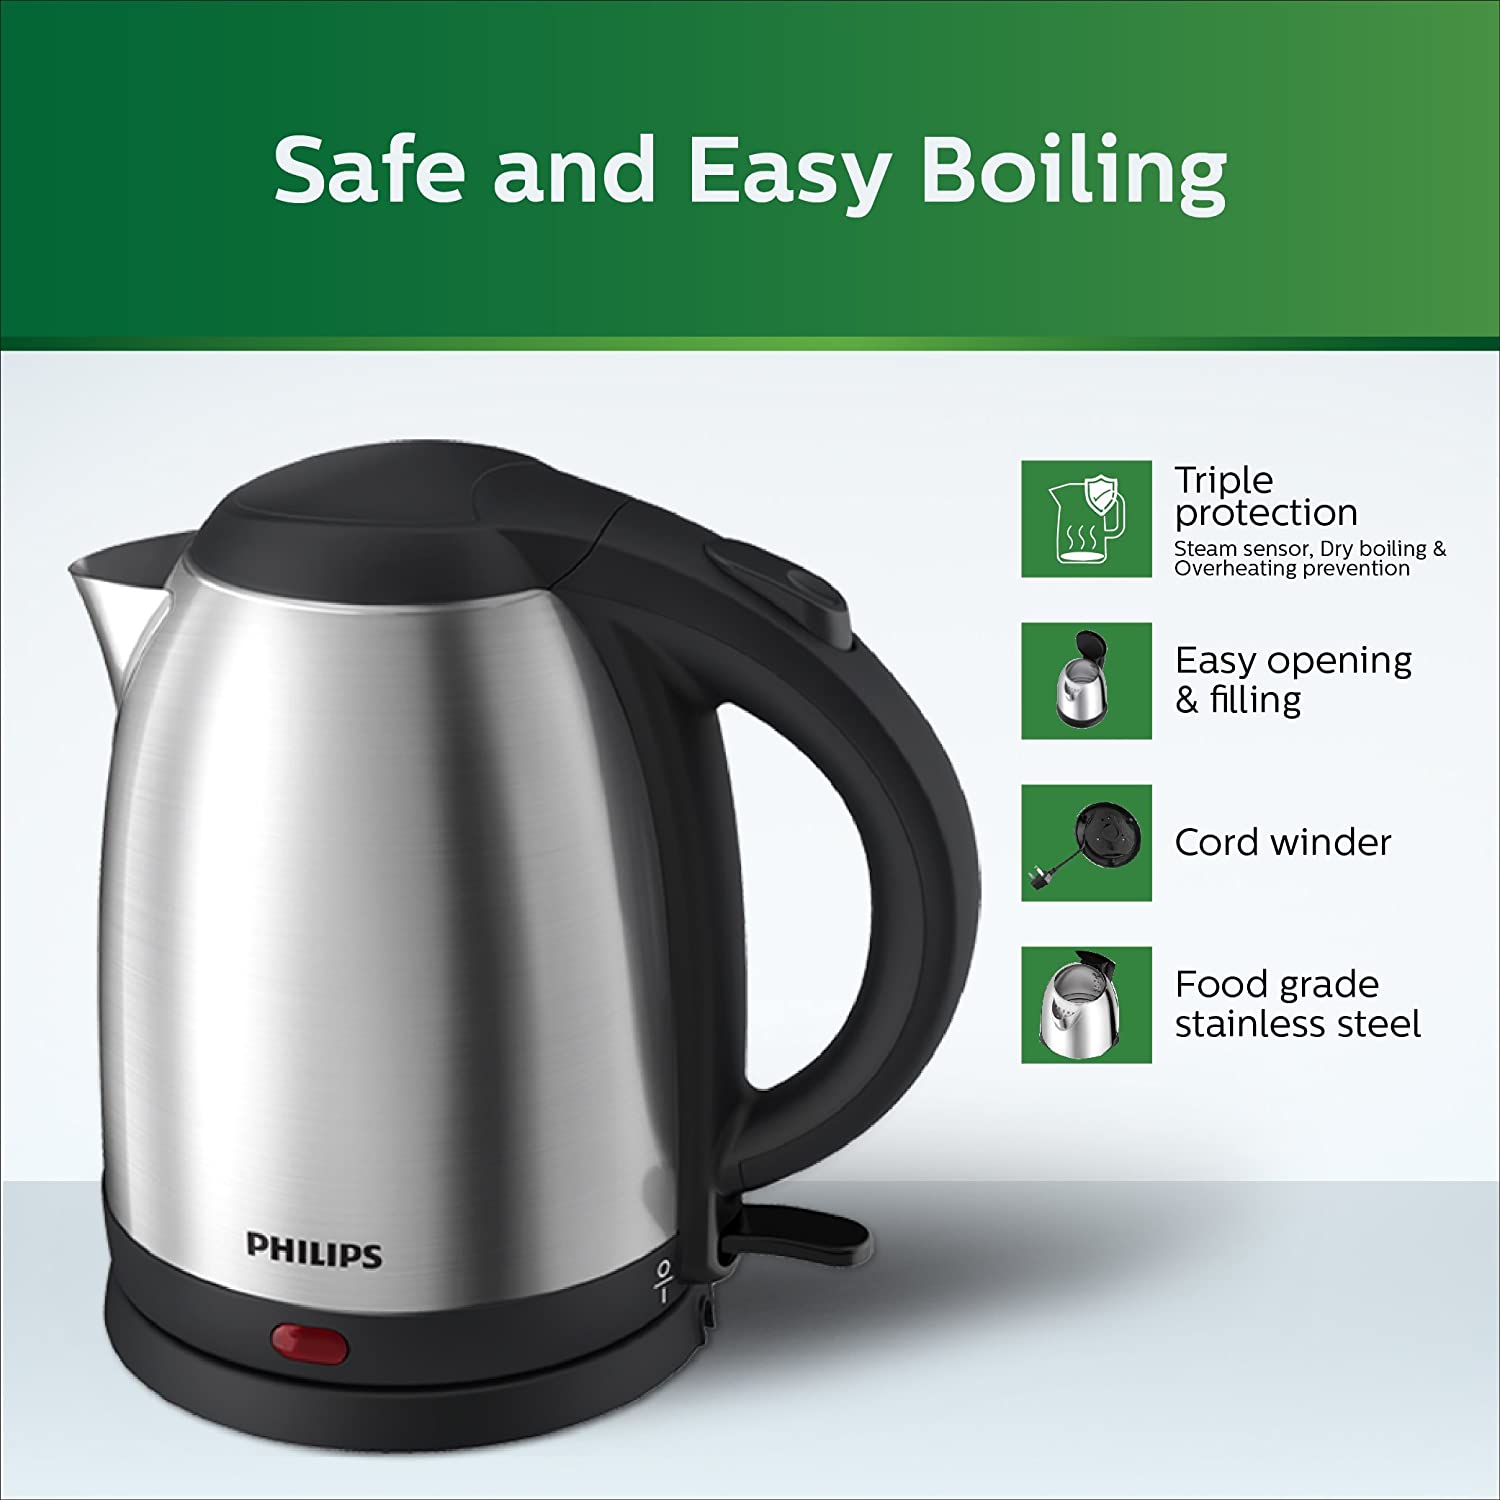 Safe and Easy Boiling
Triple
protection
Steam sensor, Dry boiling &
Overheating prevention
Easy opening
& filling
Cord winder
Food grade
stainless steel
PHILIPS
O
I